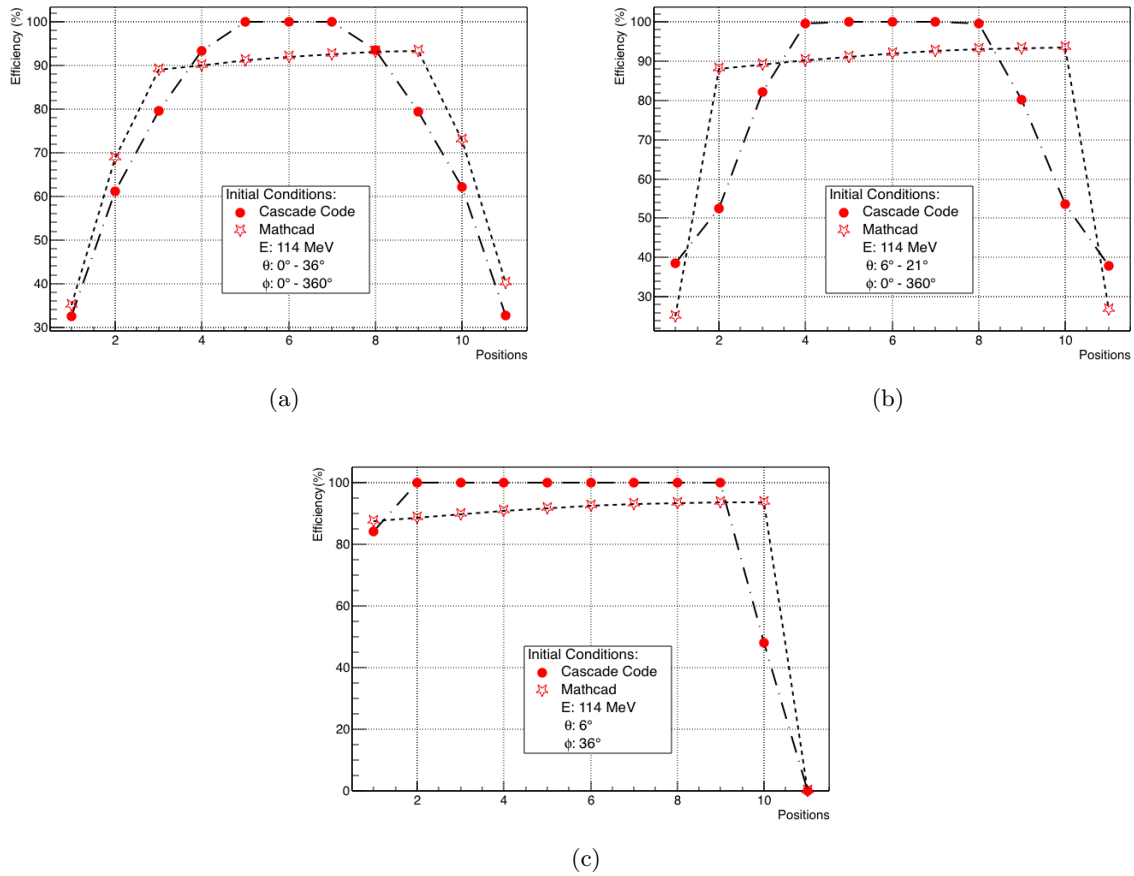 Efficiency (%)
100
90
80
70
60
50
40
30
2
4
6
8
10
Positions
Initial Conditions:
Cascade Code
Mathcad
E: 114 MeV
θ: 0° - 36°
ϕ: 0° - 360°
(a)
Efficiency (%)
100
90
80
70
60
50
40
30
2
4
6
8
10
Positions
Initial Conditions:
Cascade Code
Mathcad
E: 114 MeV
θ: 6° - 21°
ϕ: 0° - 360°
(b)
Efficiency(%)
100
80
60
40
20
0
2
4
6
8
10
Positions
Initial Conditions:
Cascade Code
Mathcad
E: 114 MeV
θ: 6°
ϕ: 36°
(c)